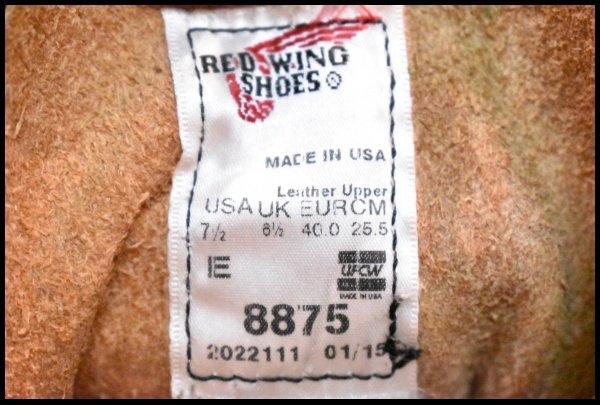 RED WING
SHOES ®
MADE IN USA
Leather Upper
USA UK EUR CM
7½ 6½ 40.0 25.5
E
UFCW
MADE IN USA
8875
2022111 01/15